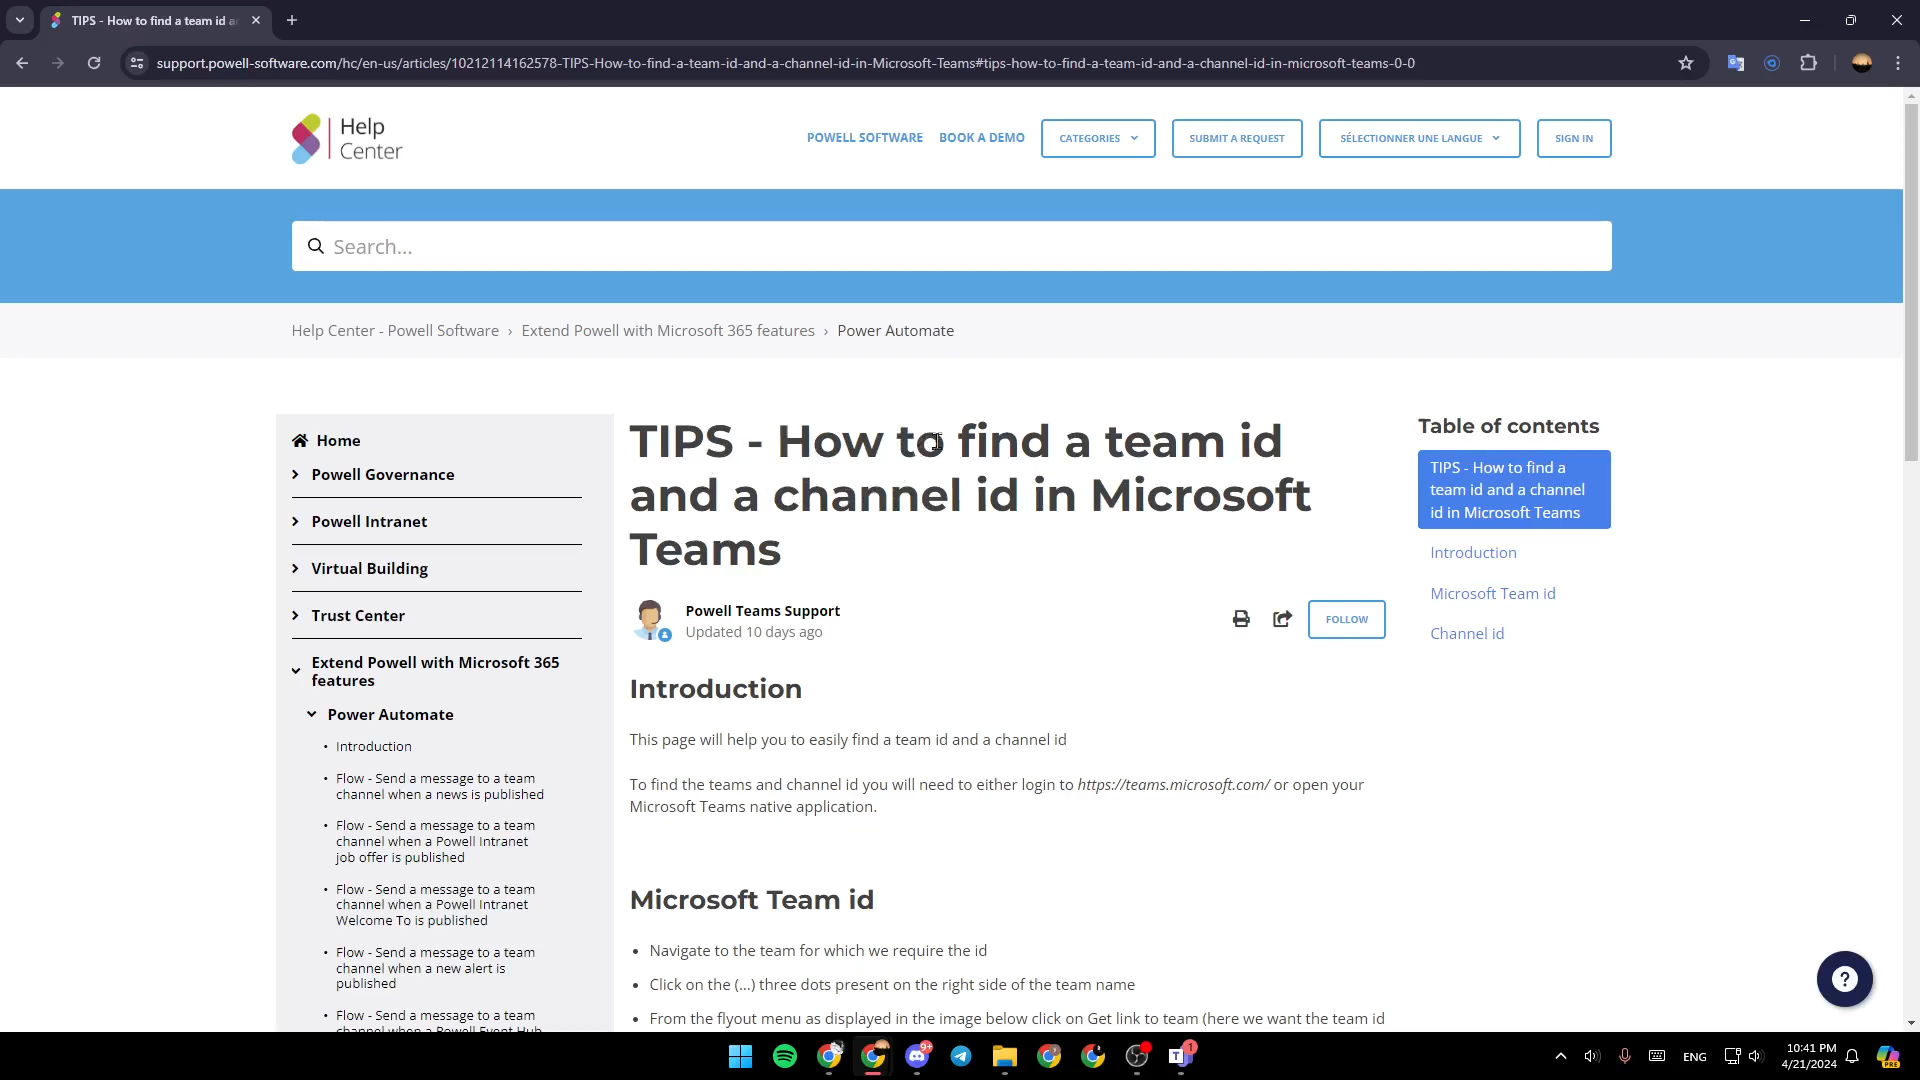 TIPS - How to find a team id a
support.powell-software.com/hc/en-us/articles/10212114162578-TIPS-How-to-find-a-team-id-and-a-channel-id-in-Microsoft-Teams#tips-how-to-find-a-team-id-and-a-channel-id-in-microsoft-teams-0-0
Help
Center
POWELL SOFTWARE
BOOK A DEMO
CATEGORIES
SUBMIT A REQUEST
SÉLECTIONNER UNE LANGUE
SIGN IN
Search...
Help Center - Powell Software › Extend Powell with Microsoft 365 features › Power Automate
Home
Powell Governance
Powell Intranet
Virtual Building
Trust Center
Extend Powell with Microsoft 365
features
Power Automate
• Introduction
• Flow - Send a message to a team
channel when a news is published
• Flow - Send a message to a team
channel when a Powell Intranet
job offer is published
• Flow - Send a message to a team
channel when a Powell Intranet
Welcome To is published
• Flow - Send a message to a team
channel when a new alert is
published
• Flow - Send a message to a team
channel when a Powell Event Hub
TIPS - How to find a team id
and a channel id in Microsoft
Teams
Powell Teams Support
Updated 10 days ago
FOLLOW
Introduction
This page will help you to easily find a team id and a channel id
To find the teams and channel id you will need to either login to https://teams.microsoft.com/ or open your
Microsoft Teams native application.
Microsoft Team id
• Navigate to the team for which we require the id
• Click on the (...) three dots present on the right side of the team name
• From the flyout menu as displayed in the image below click on Get link to team (here we want the team id
Table of contents
TIPS - How to find a
team id and a channel
id in Microsoft Teams
Introduction
Microsoft Team id
Channel id
?
9+
1
ENG
10:41 PM
4/21/2024
PRE